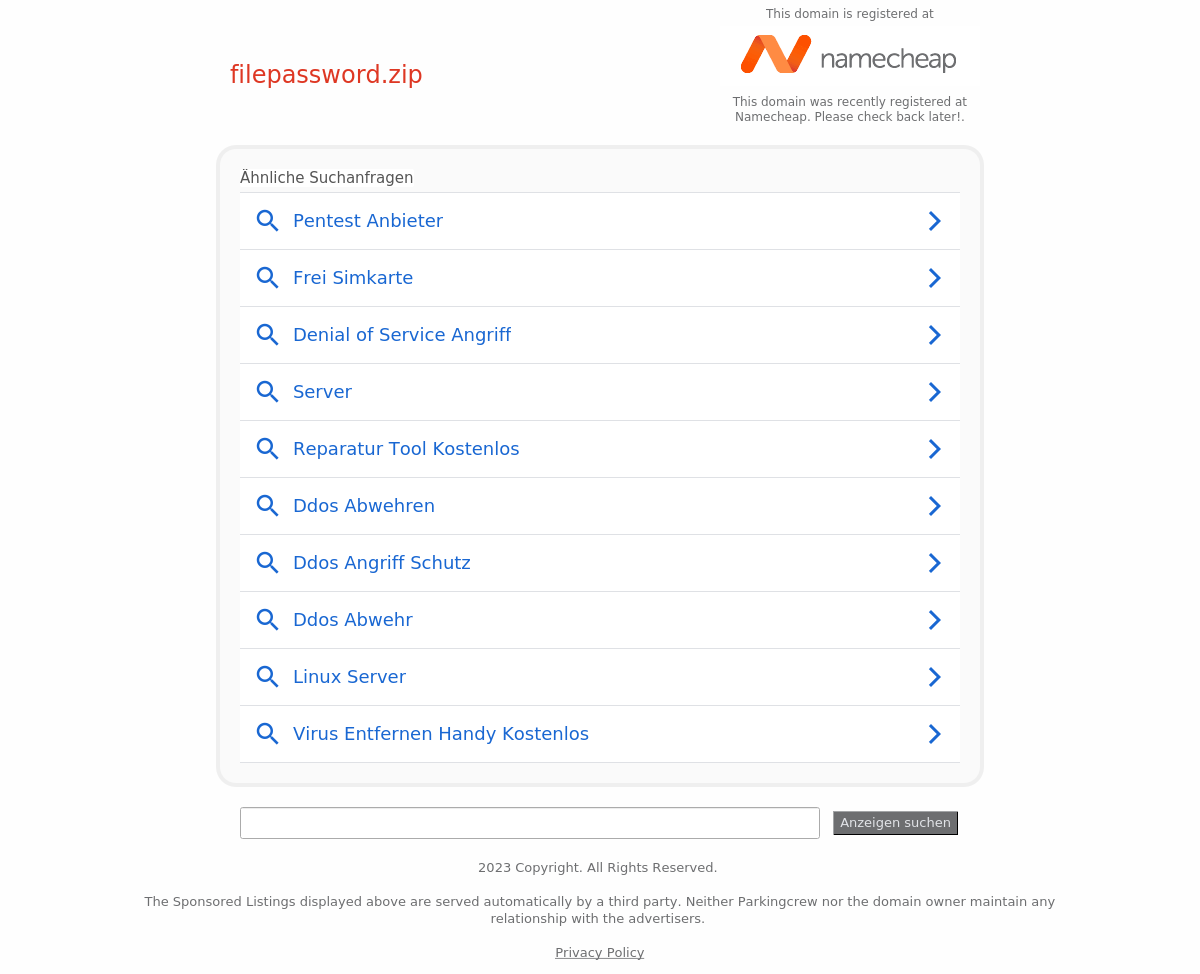 This domain is registered at
namecheap
filepassword.zip
This domain was recently registered at
Namecheap. Please check back later!.
Ähnliche Suchanfragen
Pentest Anbieter
Frei Simkarte
Denial of Service Angriff
Server
Reparatur Tool Kostenlos
Ddos Abwehren
Ddos Angriff Schutz
Ddos Abwehr
Linux Server
Virus Entfernen Handy Kostenlos
Anzeigen suchen
2023 Copyright. All Rights Reserved.
The Sponsored Listings displayed above are served automatically by a third party. Neither Parkingcrew nor the domain owner maintain any
relationship with the advertisers.
Privacy Policy